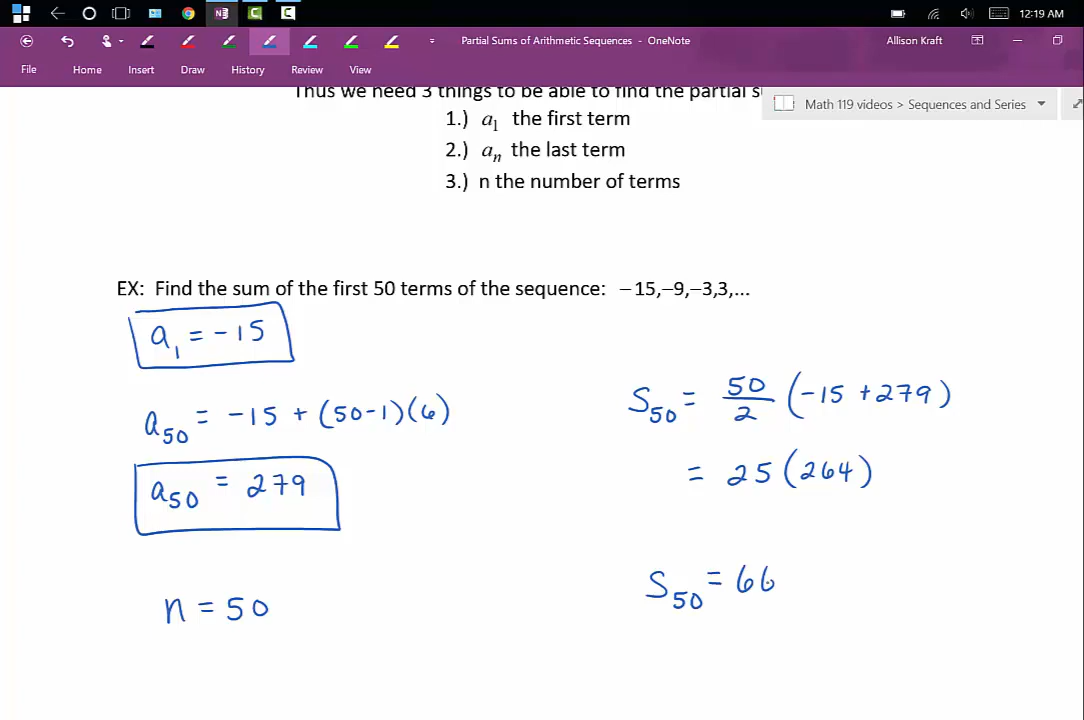 12:19 AM
Partial Sums of Arithmetic Sequences - OneNote
Allison Kraft
File Home Insert Draw History Review View
Thus we need 3 things to be able to find the partial s
Math 119 videos > Sequences and Series
1.) a₁ the first term
2.) aₙ the last term
3.) n the number of terms
EX: Find the sum of the first 50 terms of the sequence: −15,−9,−3,3,...
a₁ = -15
a₅₀ = -15 + (50-1)(6)
a₅₀ = 279
n = 50
S₅₀ = 50/2 (-15 + 279)
= 25 (264)
S₅₀ = 66